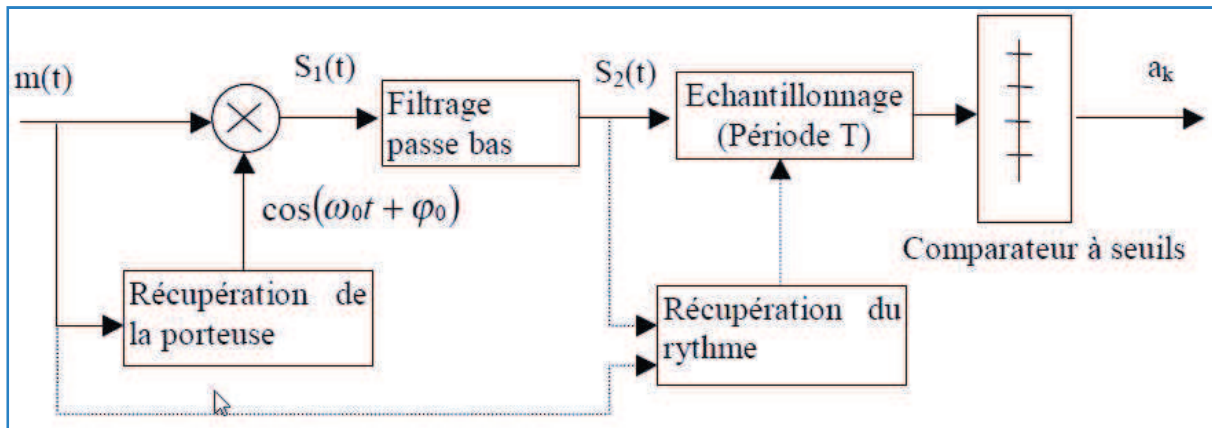 m(t)
S₁(t)
Filtrage
passe bas
S₂(t)
Echantillonnage
(Période T)
aₖ
cos(ω₀t + φ₀)
Comparateur à seuils
Récupération de
la porteuse
Récupération du
rythme